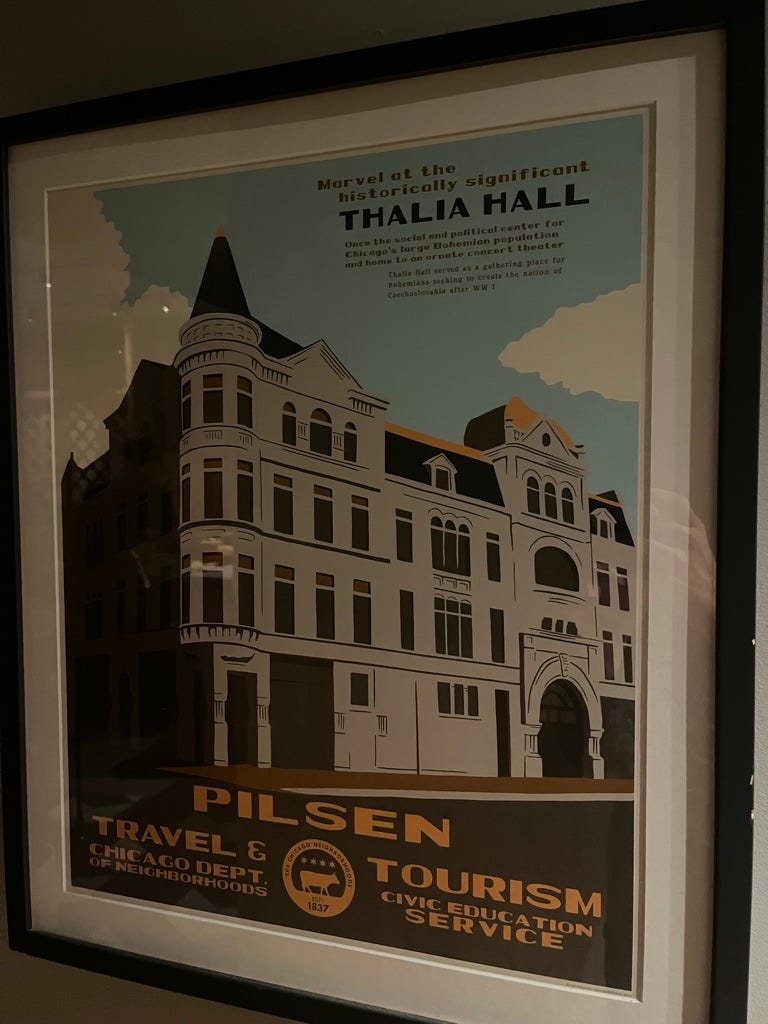 Marvel at the
historically significant
THALIA HALL
Once the social and political center for
Chicago's large Bohemian population
and home to an ornate concert theater
Thalia Hall served as a gathering place for
Bohemians seeking to create the nation of
Czechoslovakia after WW I
PILSEN
TRAVEL &
CHICAGO DEPT.
OF NEIGHBORHOODS
THE CHICAGO NEIGHBORHOODS
EST.
1837
TOURISM
CIVIC EDUCATION
SERVICE